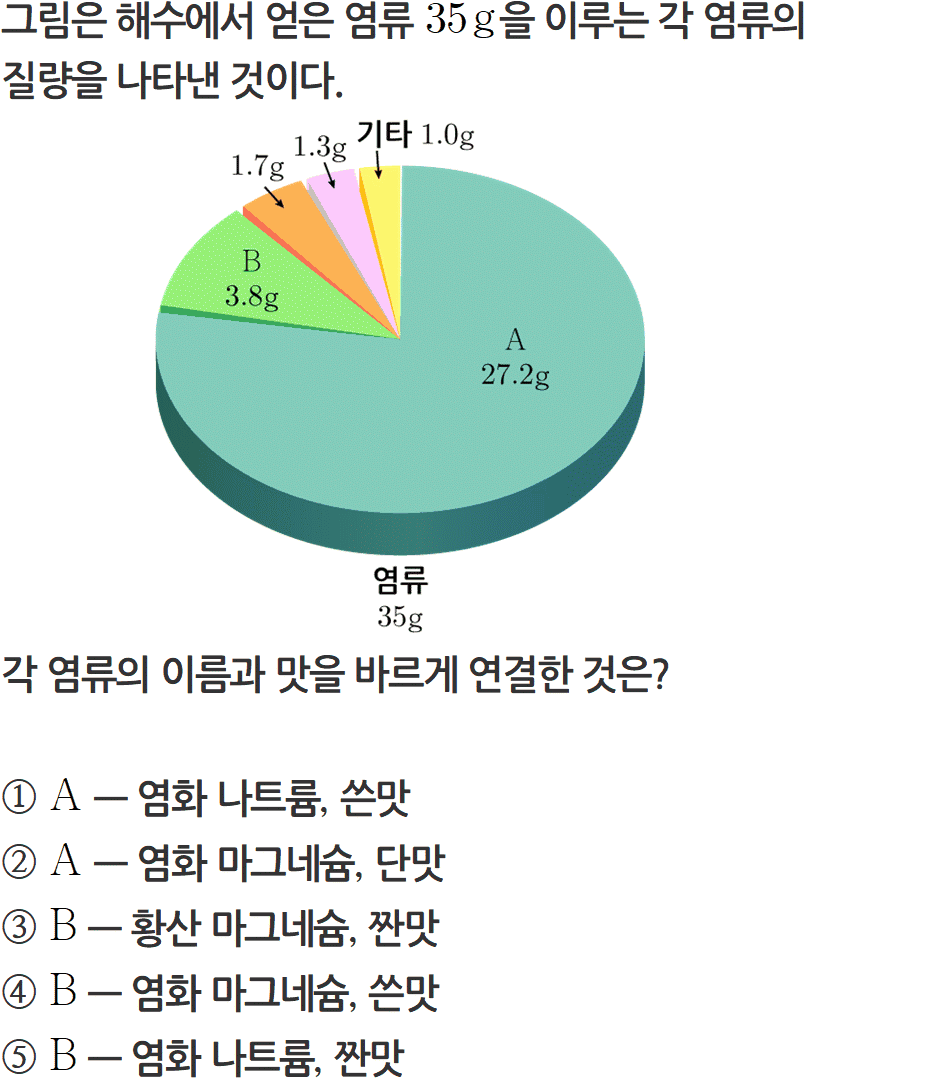 그림은 해수에서 얻은 염류 35 g을 이루는 각 염류의
질량을 나타낸 것이다.
기타 1.0g
1.3g
1.7g
B
3.8g
A
27.2g
염류
35g
각 염류의 이름과 맛을 바르게 연결한 것은?
① A — 염화 나트륨, 쓴맛
② A — 염화 마그네슘, 단맛
③ B — 황산 마그네슘, 짠맛
④ B — 염화 마그네슘, 쓴맛
⑤ B — 염화 나트륨, 짠맛